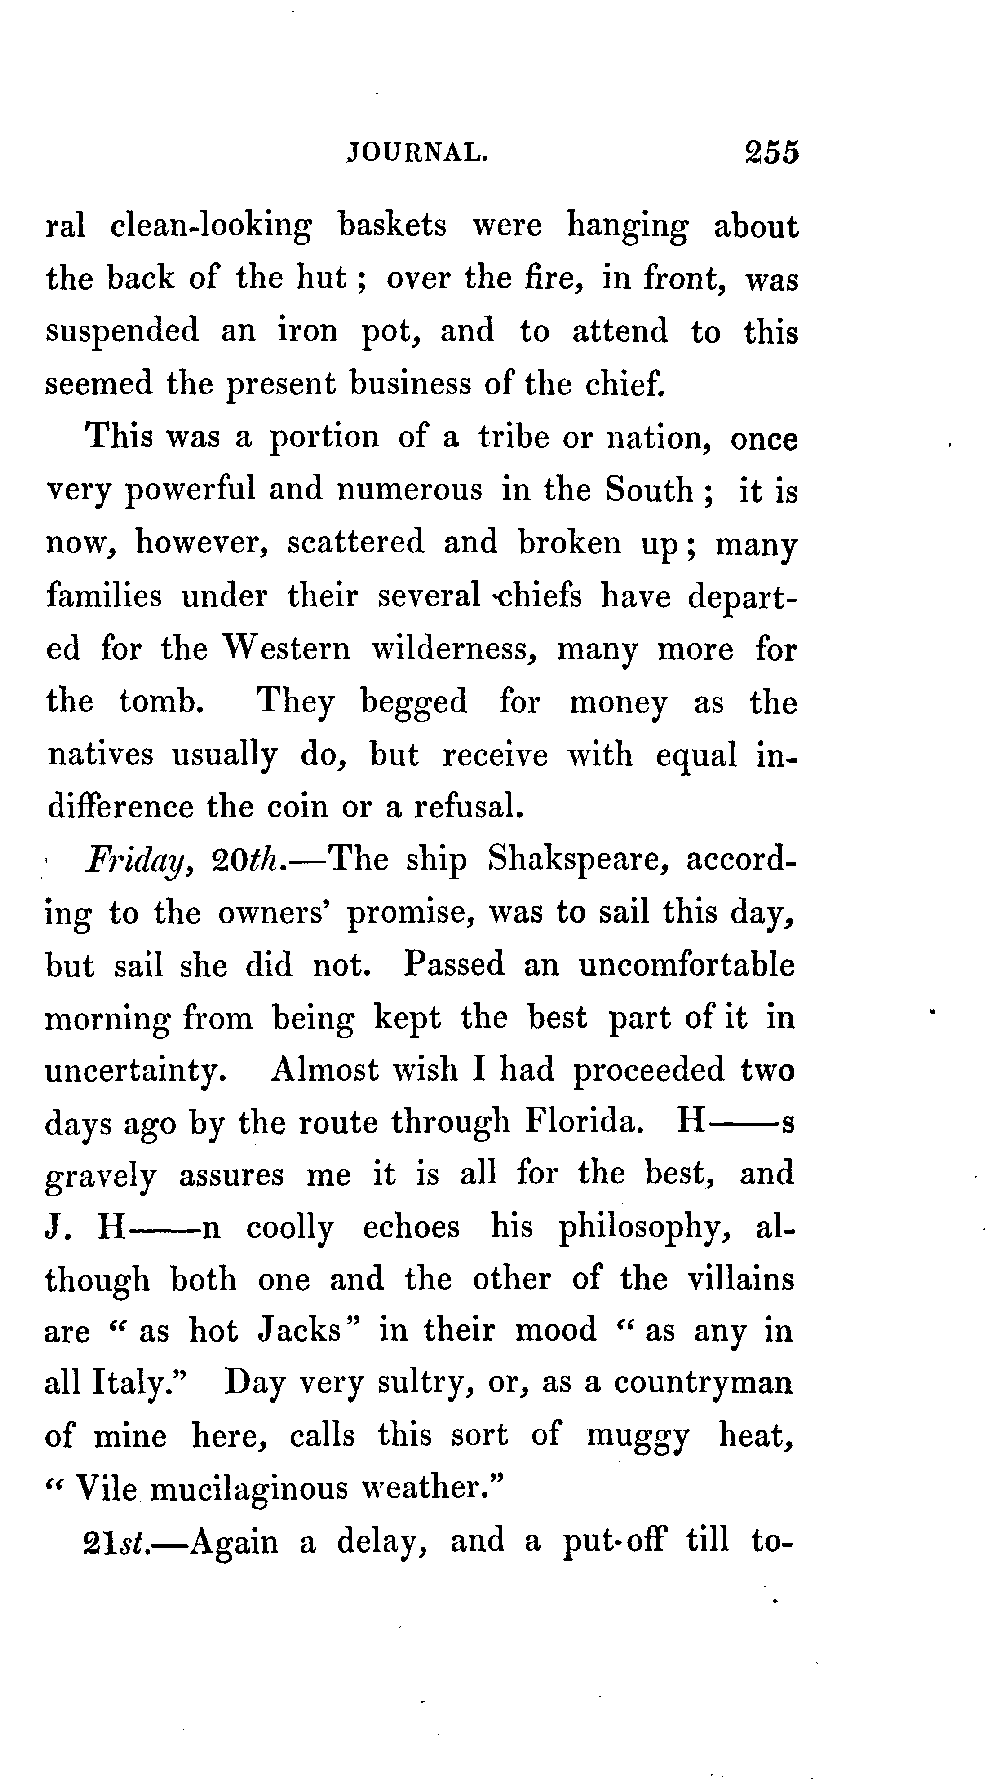 JOURNAL. 255
ral clean-looking baskets were hanging about
the back of the hut ; over the fire, in front, was
suspended an iron pot, and to attend to this
seemed the present business of the chief.
This was a portion of a tribe or nation, once
very powerful and numerous in the South ; it is
now, however, scattered and broken up ; many
families under their several chiefs have depart-
ed for the Western wilderness, many more for
the tomb. They begged for money as the
natives usually do, but receive with equal in-
difference the coin or a refusal.
Friday, 20th.—The ship Shakspeare, accord-
ing to the owners' promise, was to sail this day,
but sail she did not. Passed an uncomfortable
morning from being kept the best part of it in
uncertainty. Almost wish I had proceeded two
days ago by the route through Florida. H——s
gravely assures me it is all for the best, and
J. H——n coolly echoes his philosophy, al-
though both one and the other of the villains
are “ as hot Jacks” in their mood “ as any in
all Italy.” Day very sultry, or, as a countryman
of mine here, calls this sort of muggy heat,
“ Vile mucilaginous weather.”
21st.—Again a delay, and a put-off till to-